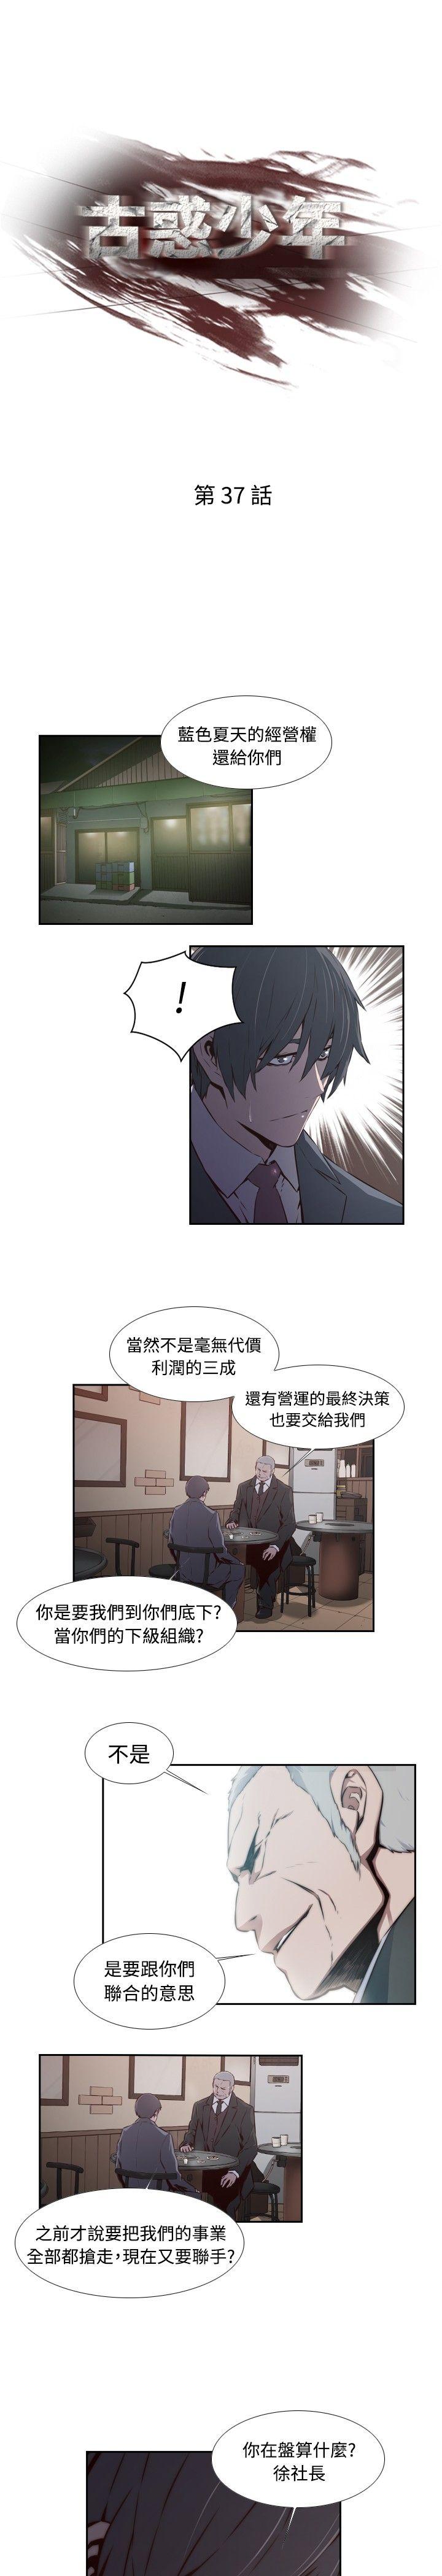 古惑少年
第 37 話
藍色夏天的經營權
還給你們
!
當然不是毫無代價
利潤的三成
還有營運的最終決策
也要交給我們
你是要我們到你們底下?
當你們的下級組織?
不是
是要跟你們
聯合的意思
之前才說要把我們的事業
全部都搶走,現在又要聯手?
你在盤算什麼?
徐社長